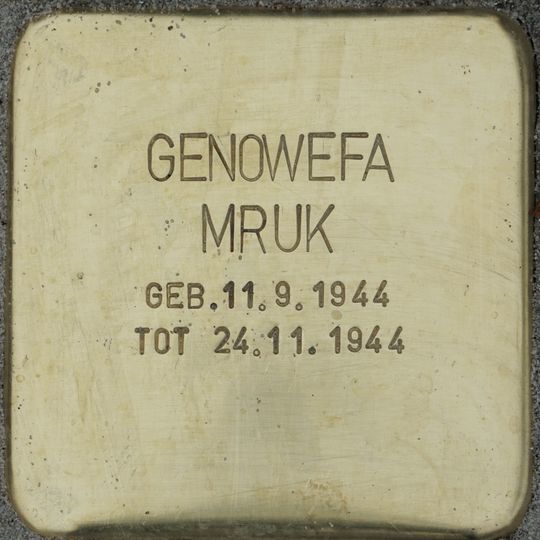 GENOWEFA
MRUK
GEB.11.9.1944
TOT 24.11.1944